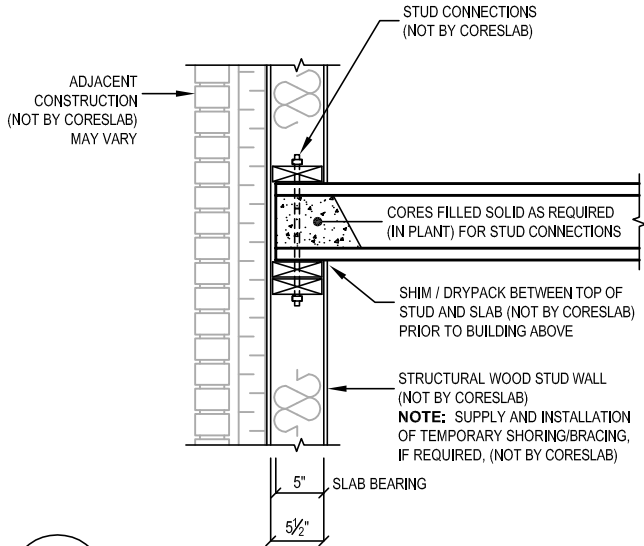 STUD CONNECTIONS
(NOT BY CORESLAB)
ADJACENT
CONSTRUCTION
(NOT BY CORESLAB)
MAY VARY
CORES FILLED SOLID AS REQUIRED
(IN PLANT) FOR STUD CONNECTIONS
SHIM / DRYPACK BETWEEN TOP OF
STUD AND SLAB (NOT BY CORESLAB)
PRIOR TO BUILDING ABOVE
STRUCTURAL WOOD STUD WALL
(NOT BY CORESLAB)
NOTE: SUPPLY AND INSTALLATION
OF TEMPORARY SHORING/BRACING,
IF REQUIRED, (NOT BY CORESLAB)
5" SLAB BEARING
5½"